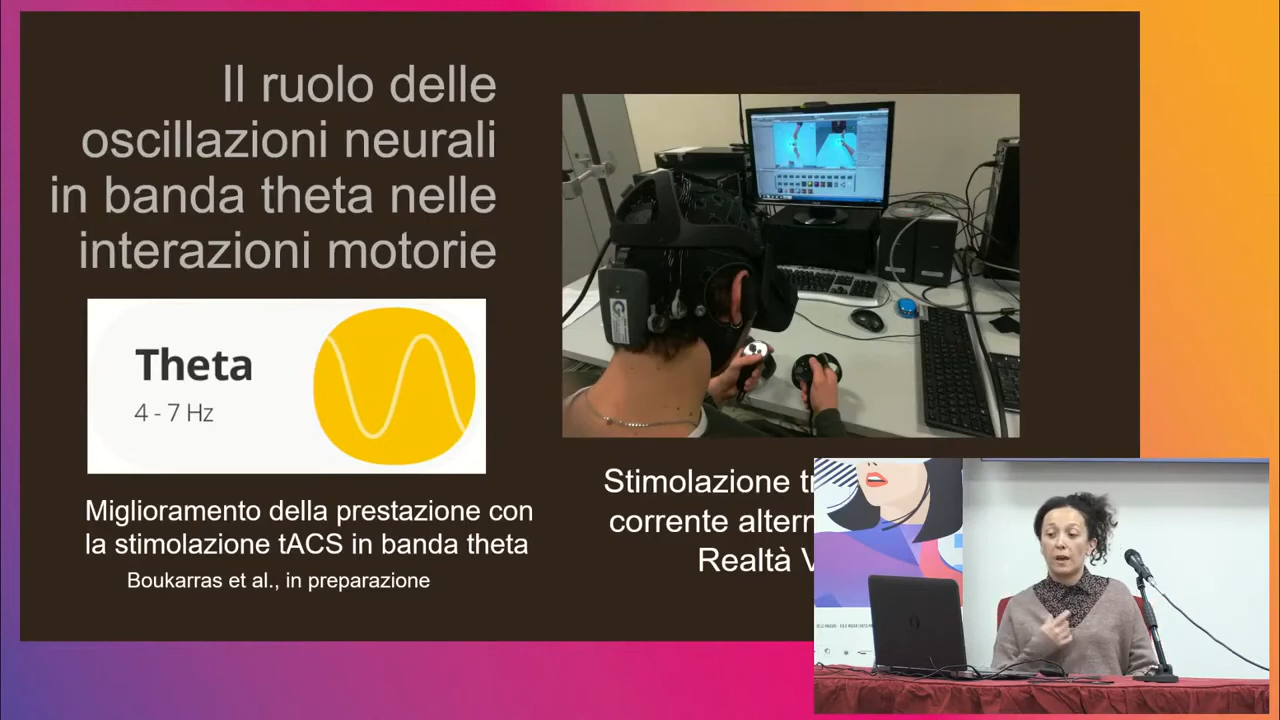 Il ruolo delle
oscillazioni neurali
in banda theta nelle
interazioni motorie
Theta
4 - 7 Hz
Miglioramento della prestazione con
la stimolazione tACS in banda theta
Boukarras et al., in preparazione
Stimolazione
corrente
Realtà